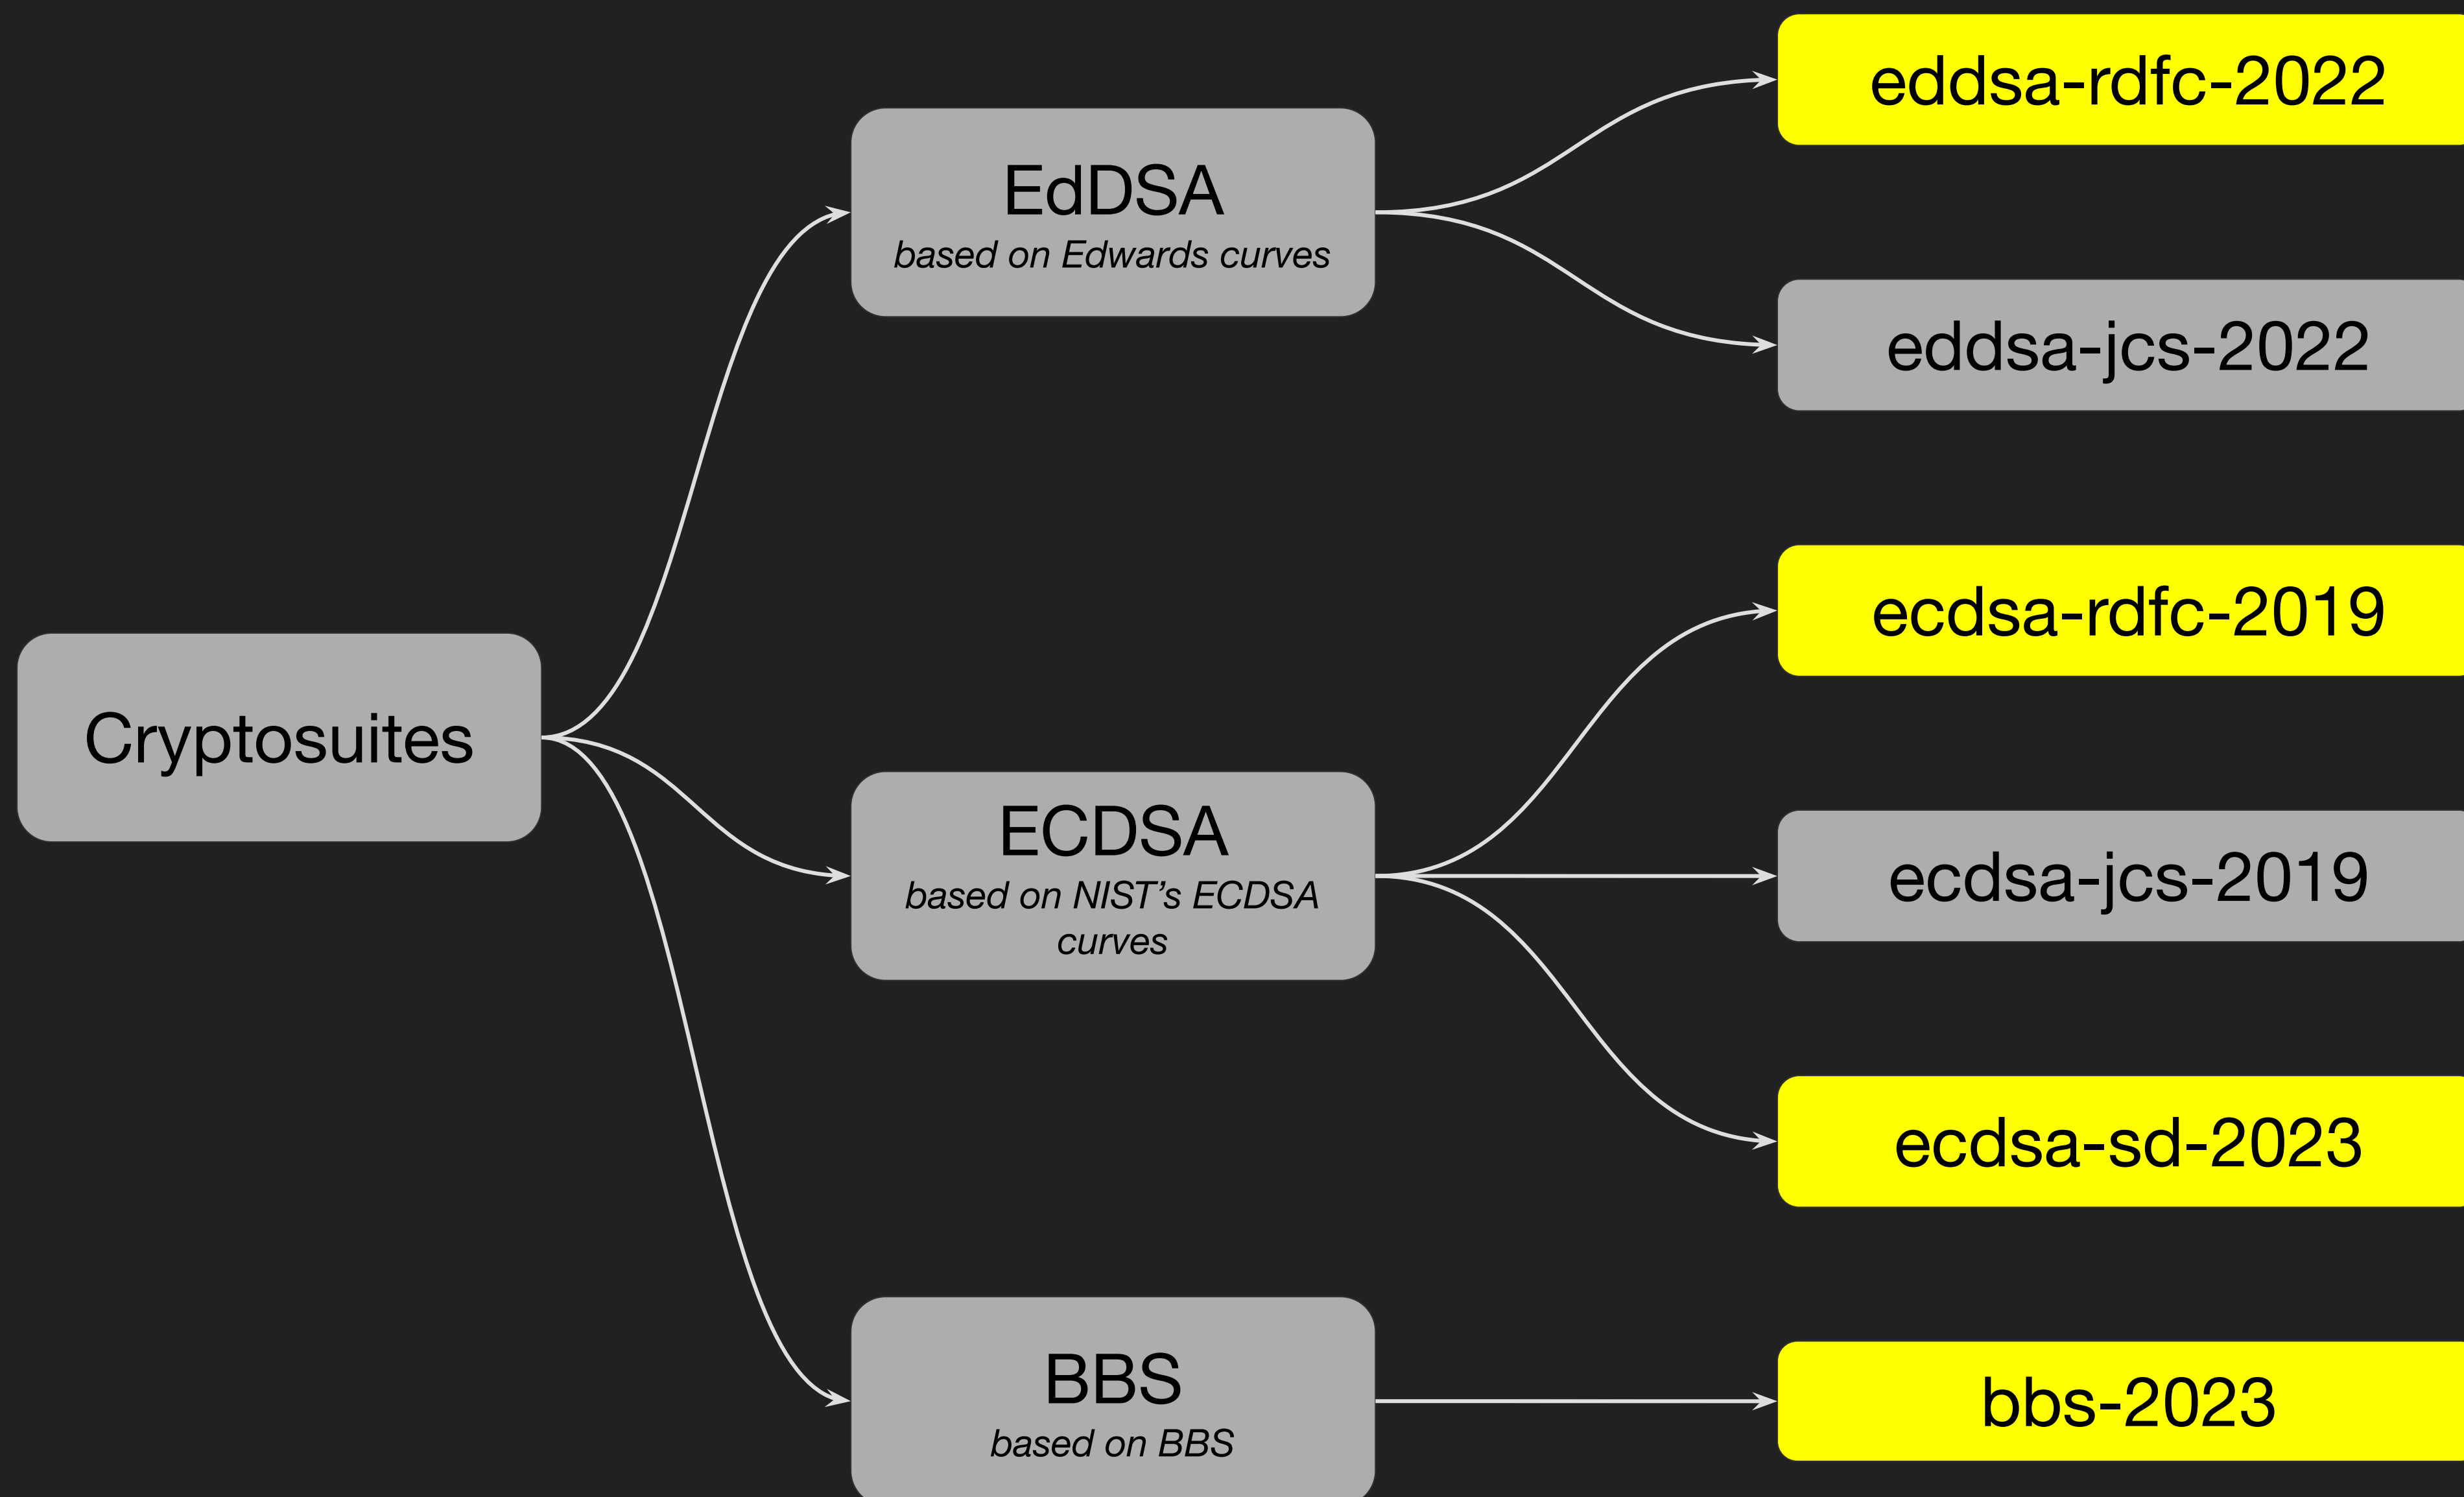 Cryptosuites
EdDSA
based on Edwards curves
ECDSA
based on NIST’s ECDSA
curves
BBS
based on BBS
eddsa-rdfc-2022
eddsa-jcs-2022
ecdsa-rdfc-2019
ecdsa-jcs-2019
ecdsa-sd-2023
bbs-2023